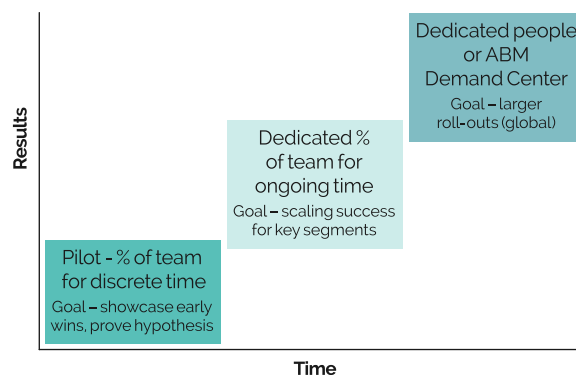 Dedicated people
or ABM
Demand Center
Goal – larger
roll-outs (global)
Dedicated %
of team for
ongoing time
Goal – scaling success
for key segments
Pilot - % of team
for discrete time
Goal – showcase early
wins, prove hypothesis
Results
Time